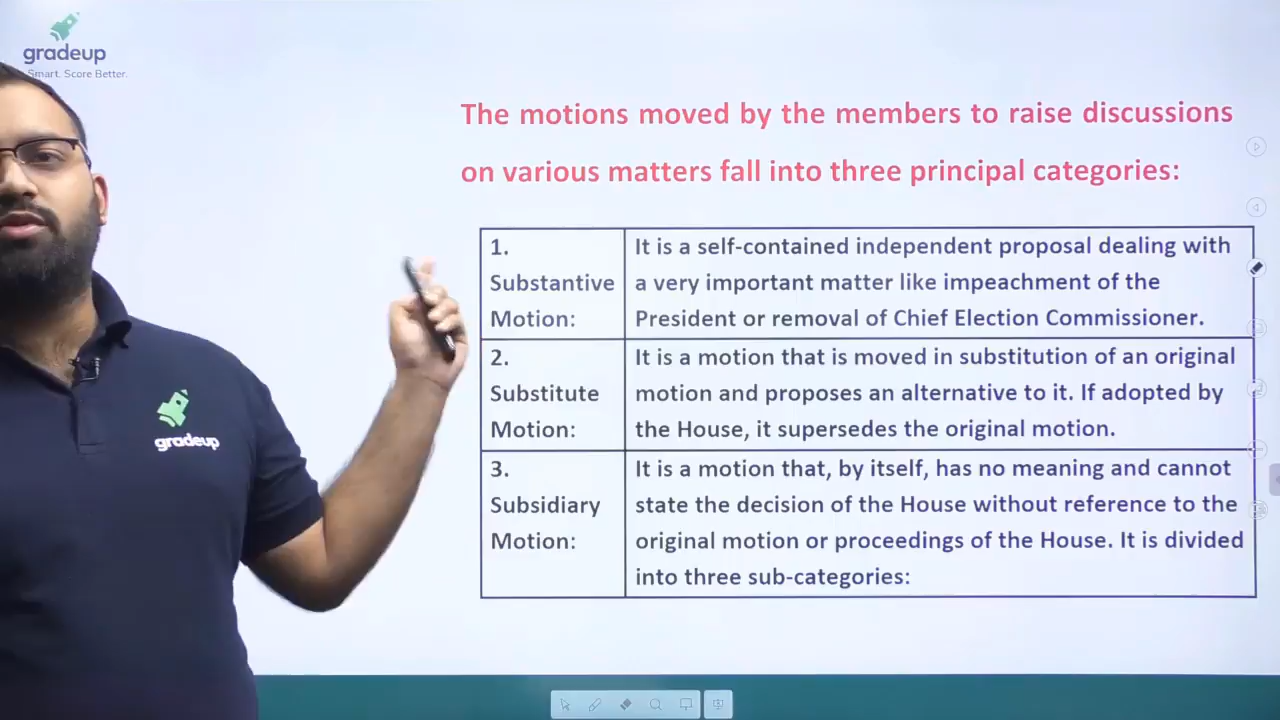 gradeup
Smart. Score Better.
The motions moved by the members to raise discussions
on various matters fall into three principal categories:
1.
Substantive
Motion:
It is a self-contained independent proposal dealing with
a very important matter like impeachment of the
President or removal of Chief Election Commissioner.
2.
Substitute
Motion:
It is a motion that is moved in substitution of an original
motion and proposes an alternative to it. If adopted by
the House, it supersedes the original motion.
3.
Subsidiary
Motion:
It is a motion that, by itself, has no meaning and cannot
state the decision of the House without reference to the
original motion or proceedings of the House. It is divided
into three sub-categories:
gradeup